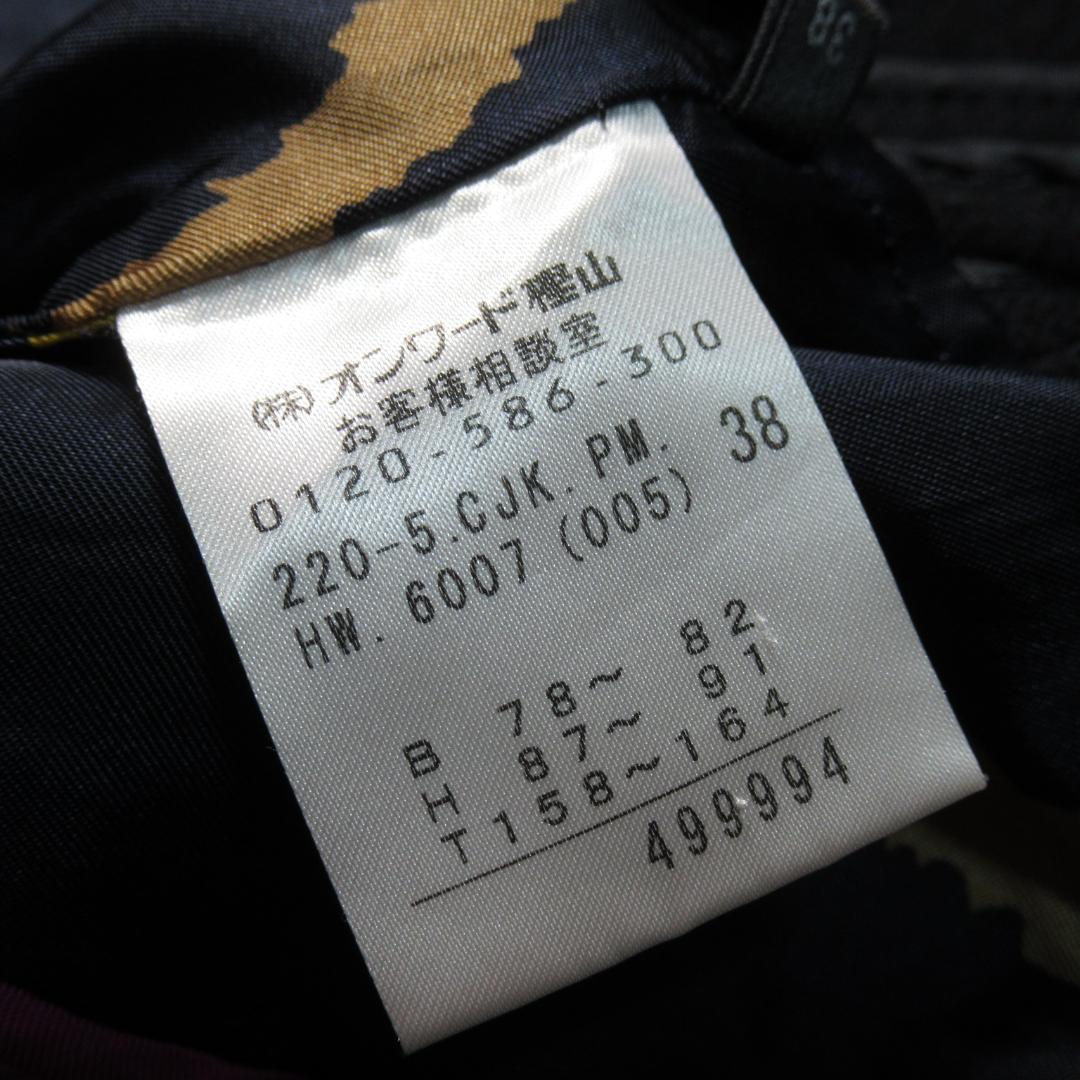 38
(株)オンワード樫山
お客様相談室
0120-586-300
220-5.CJK.PM. 38
HW.6007(005)
B 78~ 82
H 87~ 91
T158~164
499994